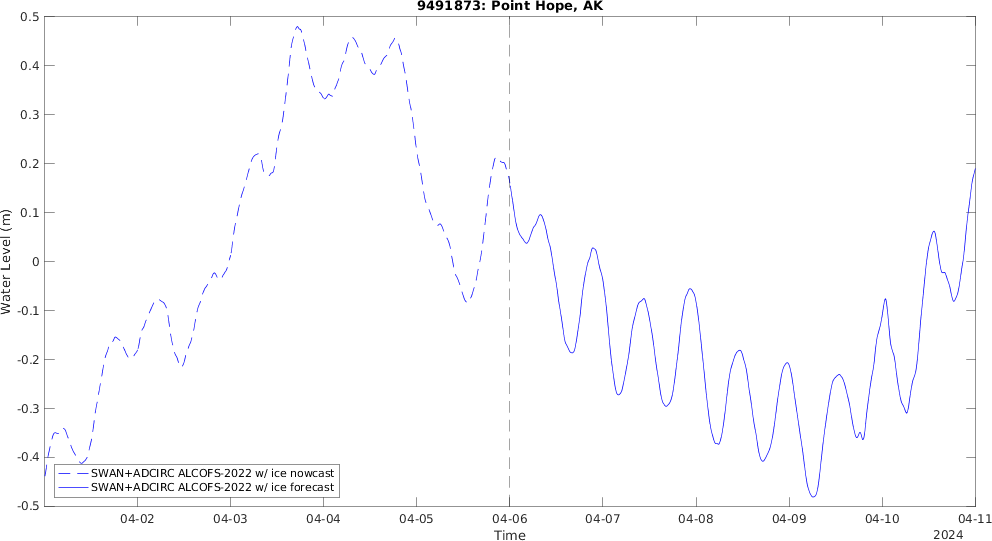 9491873: Point Hope, AK
0.5
0.4
0.3
0.2
0.1
0
-0.1
-0.2
-0.3
-0.4
-0.5
Water Level (m)
SWAN+ADCIRC ALCOFS-2022 w/ ice nowcast
SWAN+ADCIRC ALCOFS-2022 w/ ice forecast
04-02 04-03 04-04 04-05 04-06 04-07 04-08 04-09 04-10 04-11
Time
2024